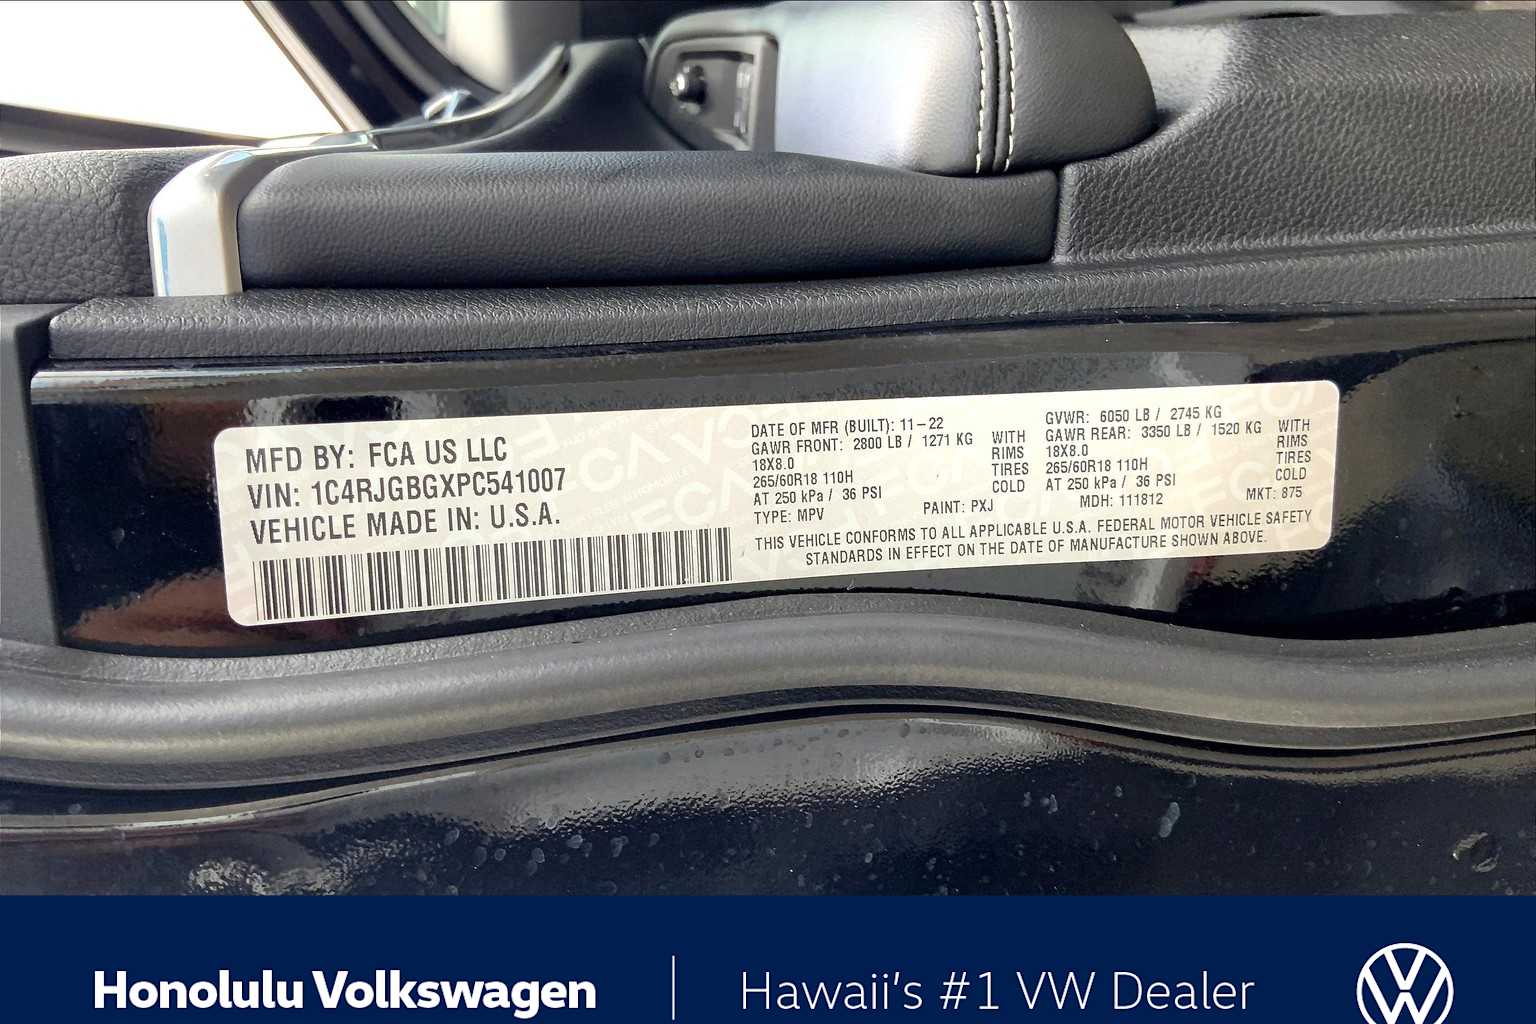 MFD BY: FCA US LLC
VIN: 1C4RJGBGXPC541007
VEHICLE MADE IN: U.S.A.
DATE OF MFR (BUILT): 11-22
GAWR FRONT: 2800 LB / 1271 KG WITH
18X8.0 RIMS
265/60R18 110H TIRES
AT 250 kPa / 36 PSI COLD
TYPE: MPV PAINT: PXJ
GVWR: 6050 LB / 2745 KG
GAWR REAR: 3350 LB / 1520 KG WITH
18X8.0 RIMS
265/60R18 110H TIRES
AT 250 kPa / 36 PSI COLD
MDH: 111812 MKT: 875
THIS VEHICLE CONFORMS TO ALL APPLICABLE U.S.A. FEDERAL MOTOR VEHICLE SAFETY
STANDARDS IN EFFECT ON THE DATE OF MANUFACTURE SHOWN ABOVE.
Honolulu Volkswagen
Hawaii's #1 VW Dealer